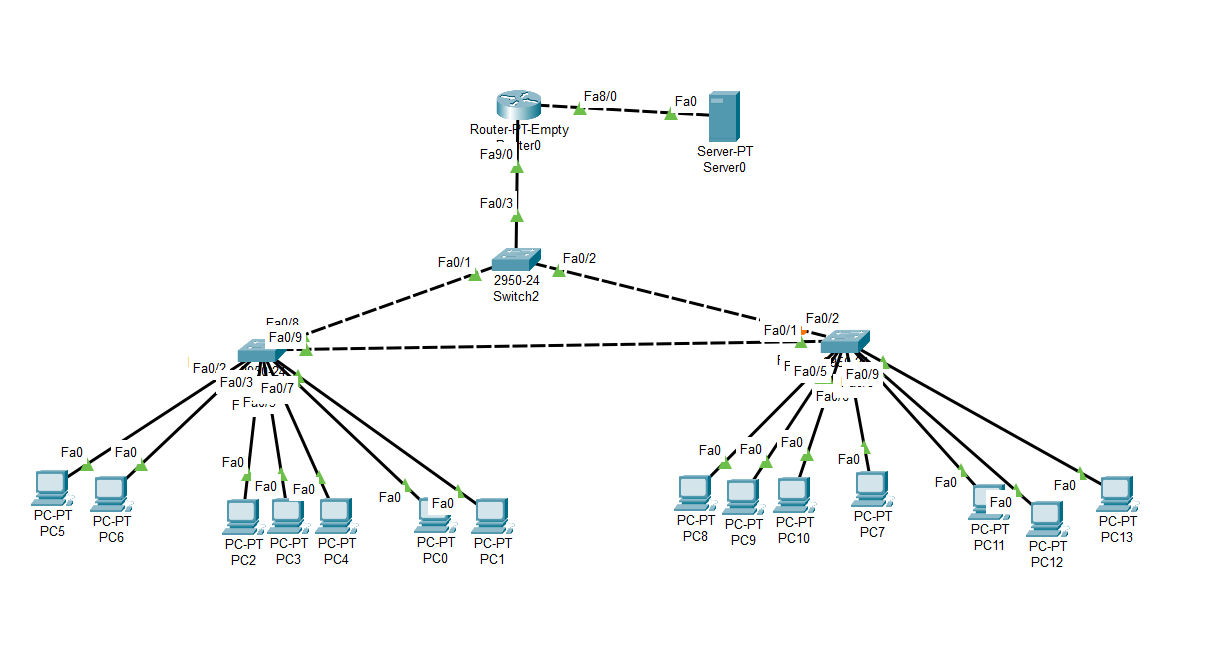 Fa8/0
Fa0
Router-PT-Empty
Fa9/0
Server-PT
Server0
Fa0/3
Fa0/1
Fa0/2
2950-24
Switch2
Fa0/8
Fa0/9
Fa0/2
Fa0/1
Fa0/2
Fa0/3
Fa0/7
Fa0/5
Fa0/9
Fa0
Fa0
Fa0
Fa0
Fa0
Fa0
Fa0
Fa0
Fa0
Fa0
Fa0
Fa0
Fa0
Fa0
PC-PT
PC5
PC-PT
PC6
PC-PT
PC2
PC-PT
PC3
PC-PT
PC4
PC-PT
PC0
PC-PT
PC1
PC-PT
PC8
PC-PT
PC9
PC-PT
PC10
PC-PT
PC7
PC-PT
PC11
PC-PT
PC12
PC-PT
PC13